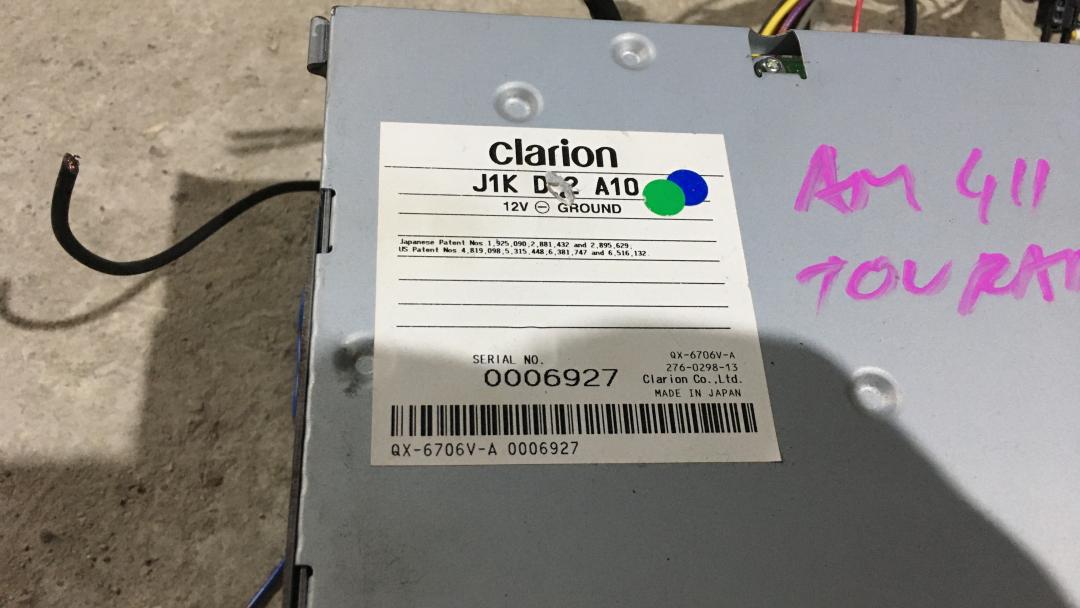 clarion
J1K A10
12V ⊖ GROUND
Japanese Patent Nos 1,925,090,2,881,432 and 2,895,629.
US Patent Nos 4,819,098,5,315,448,6,381,747 and 6,516,132.
SERIAL NO.
0006927
QX-6706V-A
276-0298-13
Clarion Co.,Ltd.
MADE IN JAPAN
QX-6706V-A 0006927
AM 411
TOURAN